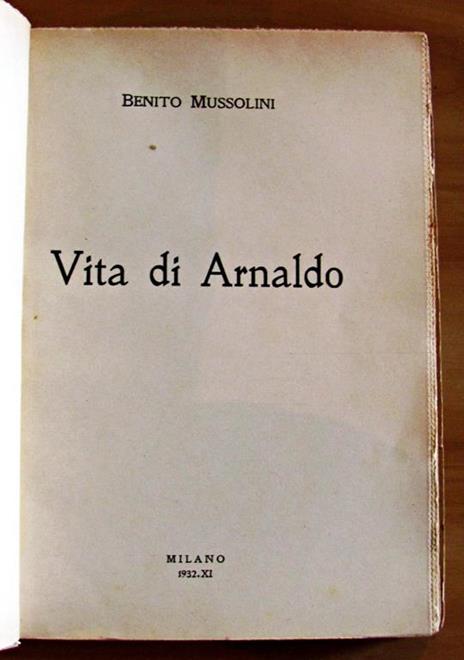 BENITO MUSSOLINI
Vita di Arnaldo
MILANO
1932.XI